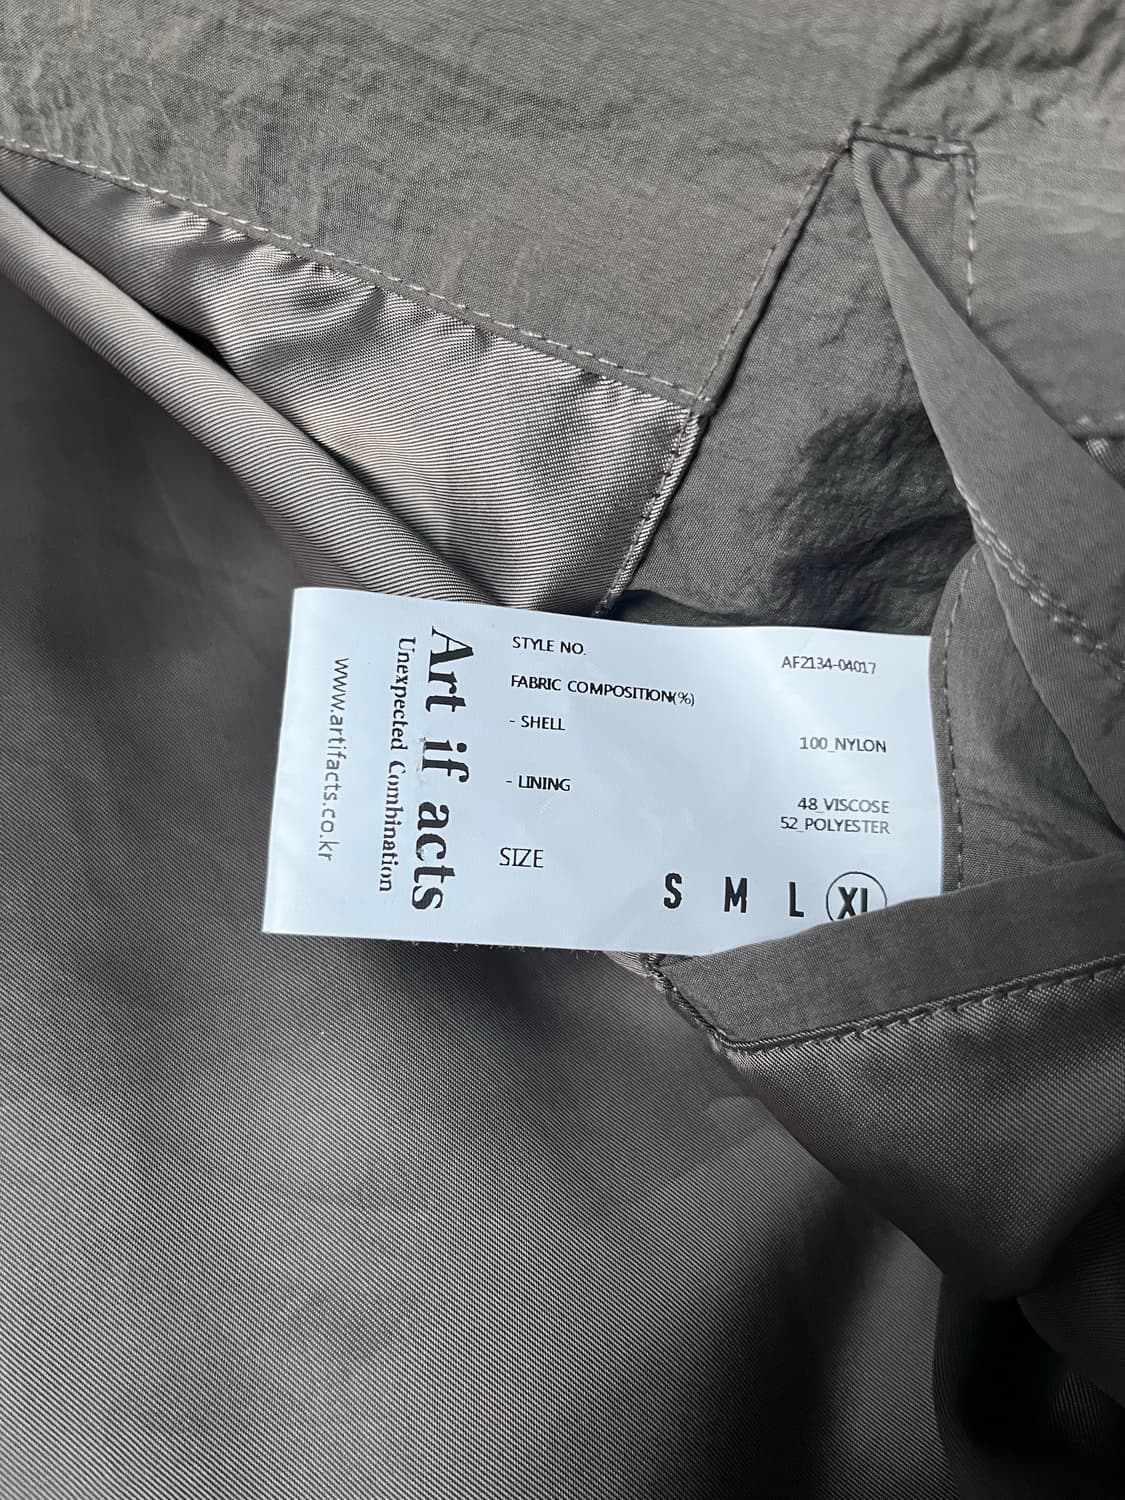 Art if acts
Unexpected Combination
www.artifacts.co.kr
STYLE NO. AF2134-04017
FABRIC COMPOSITION(%)
- SHELL 100_NYLON
- LINING 48_VISCOSE
52_POLYESTER
SIZE
S M L XL